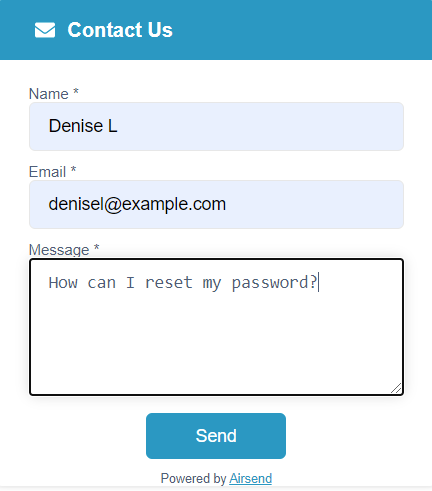 Contact Us
Name *
Denise L
Email *
denisel@example.com
Message *
How can I reset my password?
Send
Powered by Airsend